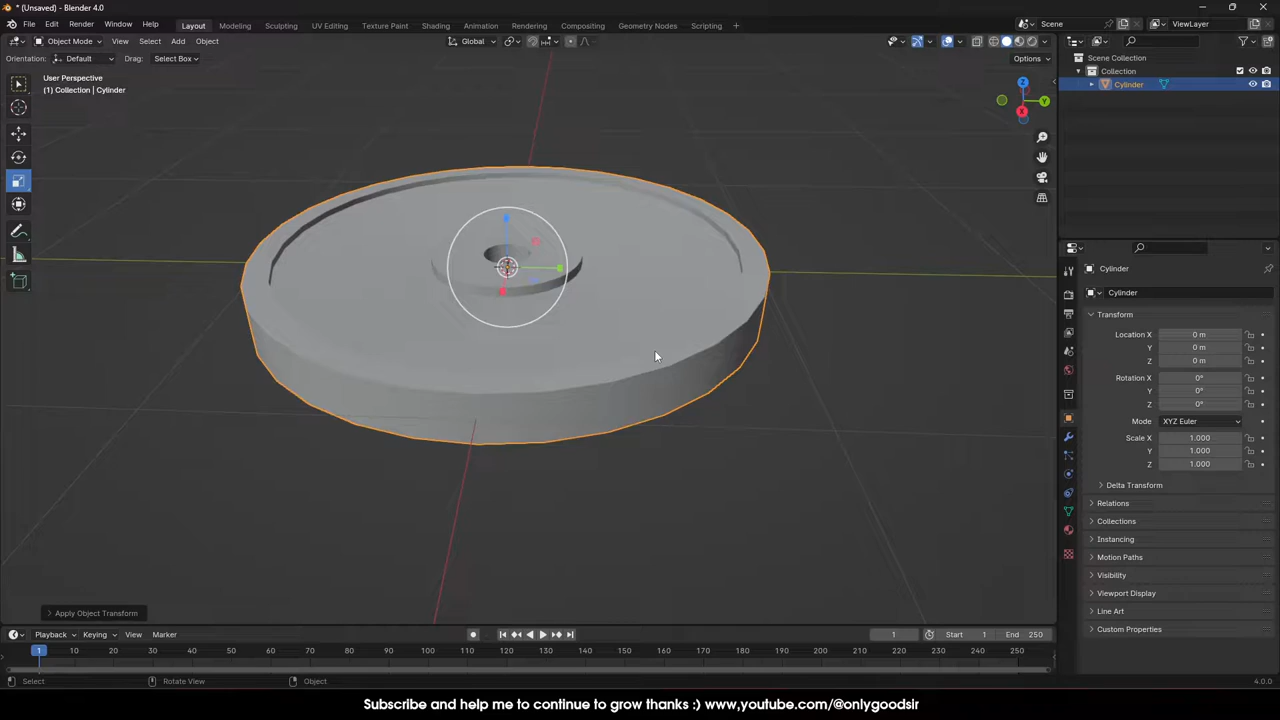 * (Unsaved) - Blender 4.0
File Edit Render Window Help Layout Modeling Sculpting UV Editing Texture Paint Shading Animation Rendering Compositing Geometry Nodes Scripting Scene ViewLayer
Object Mode View Select Add Object Global
Orientation: Default Drag: Select Box Options
User Perspective
(1) Collection | Cylinder
Scene Collection
Collection
Cylinder
Z
Y
X
Cylinder
Cylinder
Transform
Location X 0 m
Y 0 m
Z 0 m
Rotation X 0°
Y 0°
Z 0°
Mode XYZ Euler
Scale X 1.000
Y 1.000
Z 1.000
Delta Transform
Relations
Collections
Instancing
Motion Paths
Visibility
Viewport Display
Line Art
Custom Properties
Apply Object Transform
Playback Keying View Marker 1 Start 1 End 250
1 10 20 30 40 50 60 70 80 90 100 110 120 130 140 150 160 170 180 190 200 210 220 230 240 250
Select Rotate View Object 4.0.0
Subscribe and help me to continue to grow thanks :) www,youtube.com/@onlygoodsir